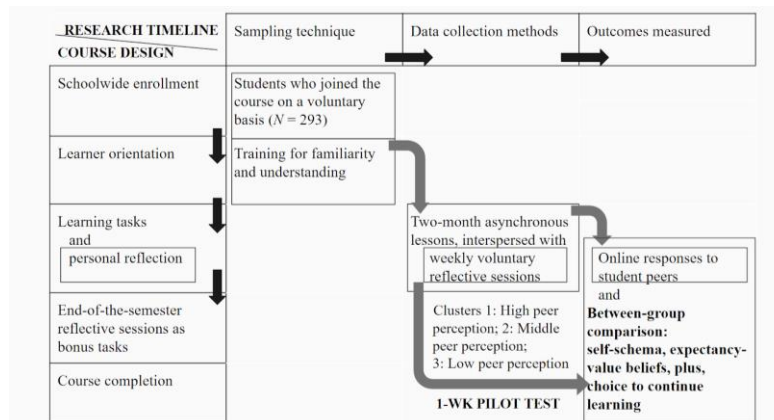 RESEARCH TIMELINE
COURSE DESIGN
Sampling technique
Data collection methods
Outcomes measured
Schoolwide enrollment
Students who joined the
course on a voluntary
basis (N = 293)
Learner orientation
Training for familiarity
and understanding
Learning tasks
and
personal reflection
Two-month asynchronous
lessons, interspersed with
weekly voluntary
reflective sessions
Online responses to
student peers
and
Between-group
comparison:
self-schema, expectancy-
value beliefs, plus,
choice to continue
learning
End-of-the-semester
reflective sessions as
bonus tasks
Clusters 1: High peer
perception; 2: Middle
peer perception;
3: Low peer perception
Course completion
1-WK PILOT TEST